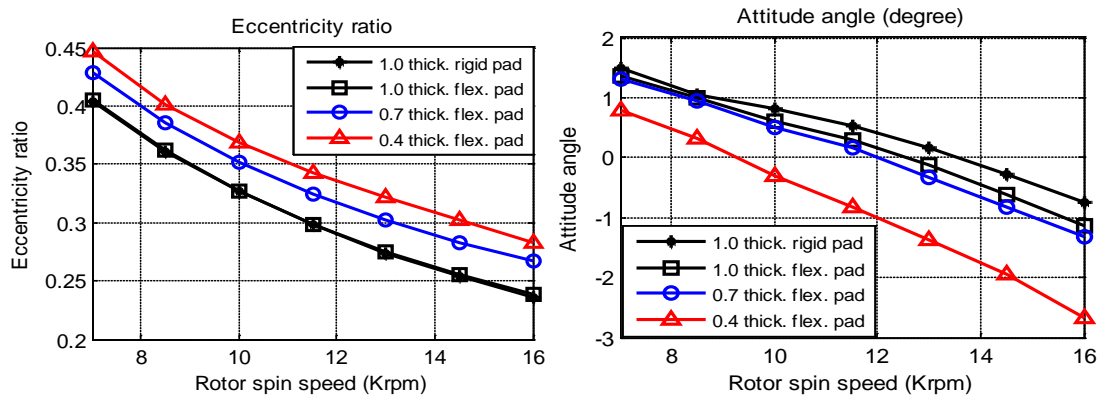 Eccentricity ratio
0.45
0.4
0.35
0.3
0.25
0.2
Eccentricity ratio
1.0 thick. rigid pad
1.0 thick. flex. pad
0.7 thick. flex. pad
0.4 thick. flex. pad
8 10 12 14 16
Rotor spin speed (Krpm)
Attitude angle (degree)
2
1
0
-1
-2
-3
Attitude angle
1.0 thick. rigid pad
1.0 thick. flex. pad
0.7 thick. flex. pad
0.4 thick. flex. pad
8 10 12 14 16
Rotor spin speed (Krpm)